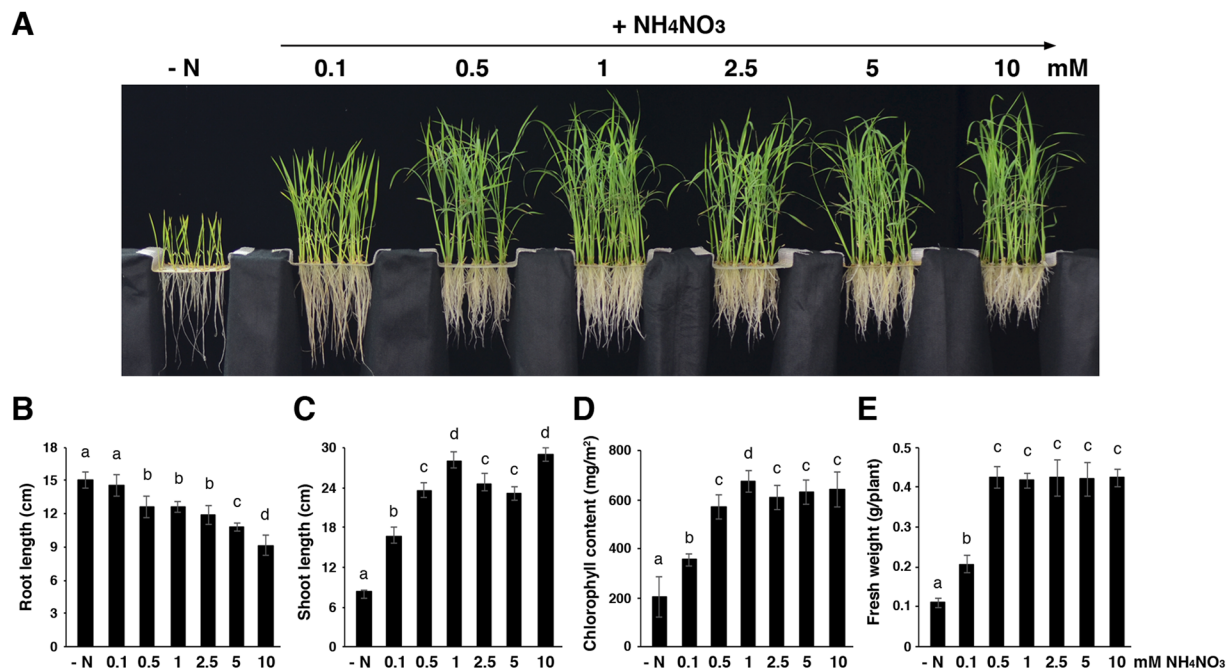 A
+ NH4NO3
- N 0.1 0.5 1 2.5 5 10 mM
B
Root length (cm)
18
15
12
9
6
3
0
a a b b b c d
- N 0.1 0.5 1 2.5 5 10
C
Shoot length (cm)
30
24
18
12
6
0
a b c d c c d
- N 0.1 0.5 1 2.5 5 10
D
Chlorophyll content (mg/m²)
800
600
400
200
0
a b c d c c c
- N 0.1 0.5 1 2.5 5 10
E
Fresh weight (g/plant)
0.5
0.4
0.3
0.2
0.1
0
a b c c c c c
- N 0.1 0.5 1 2.5 5 10 mM NH4NO3